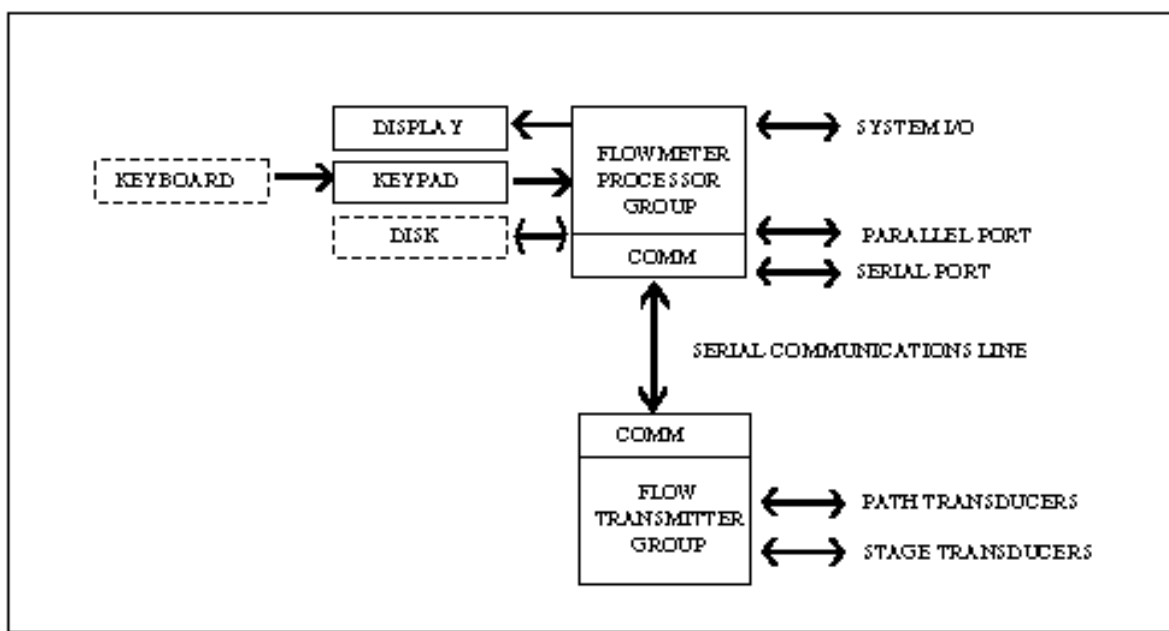 DISPLAY
SYSTEM I/O
FLOWMETER
PROCESSOR
GROUP
KEYBOARD
KEYPAD
DISK
PARALLEL PORT
COMM
SERIAL PORT
SERIAL COMMUNICATIONS LINE
COMM
FLOW
TRANSMITTER
GROUP
PATH TRANSDUCERS
STAGE TRANSDUCERS